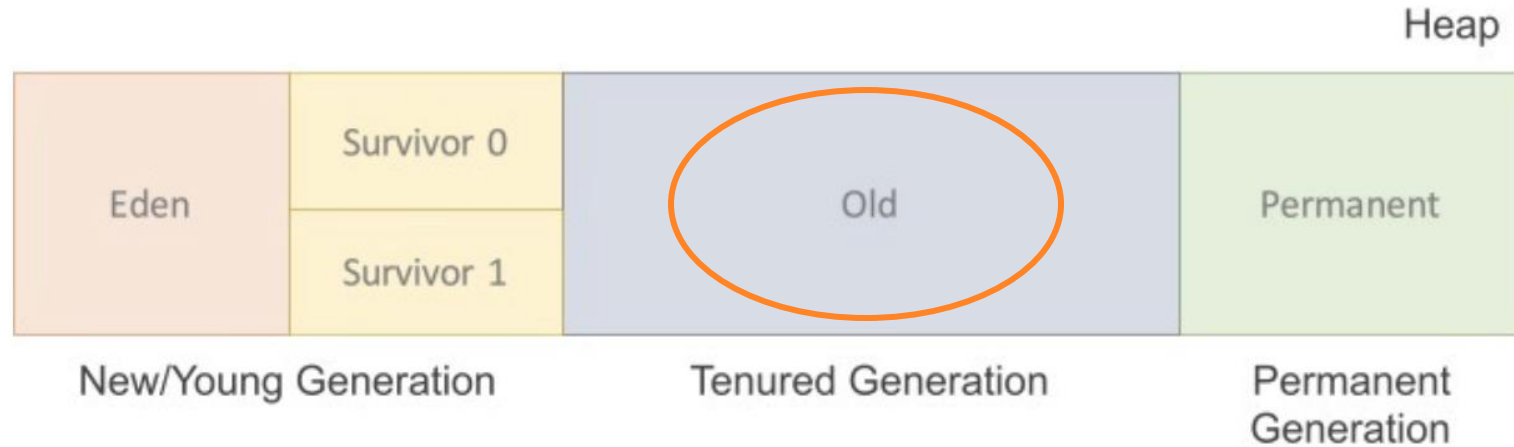 Heap
Eden
Survivor 0
Survivor 1
Old
Permanent
New/Young Generation
Tenured Generation
Permanent
Generation